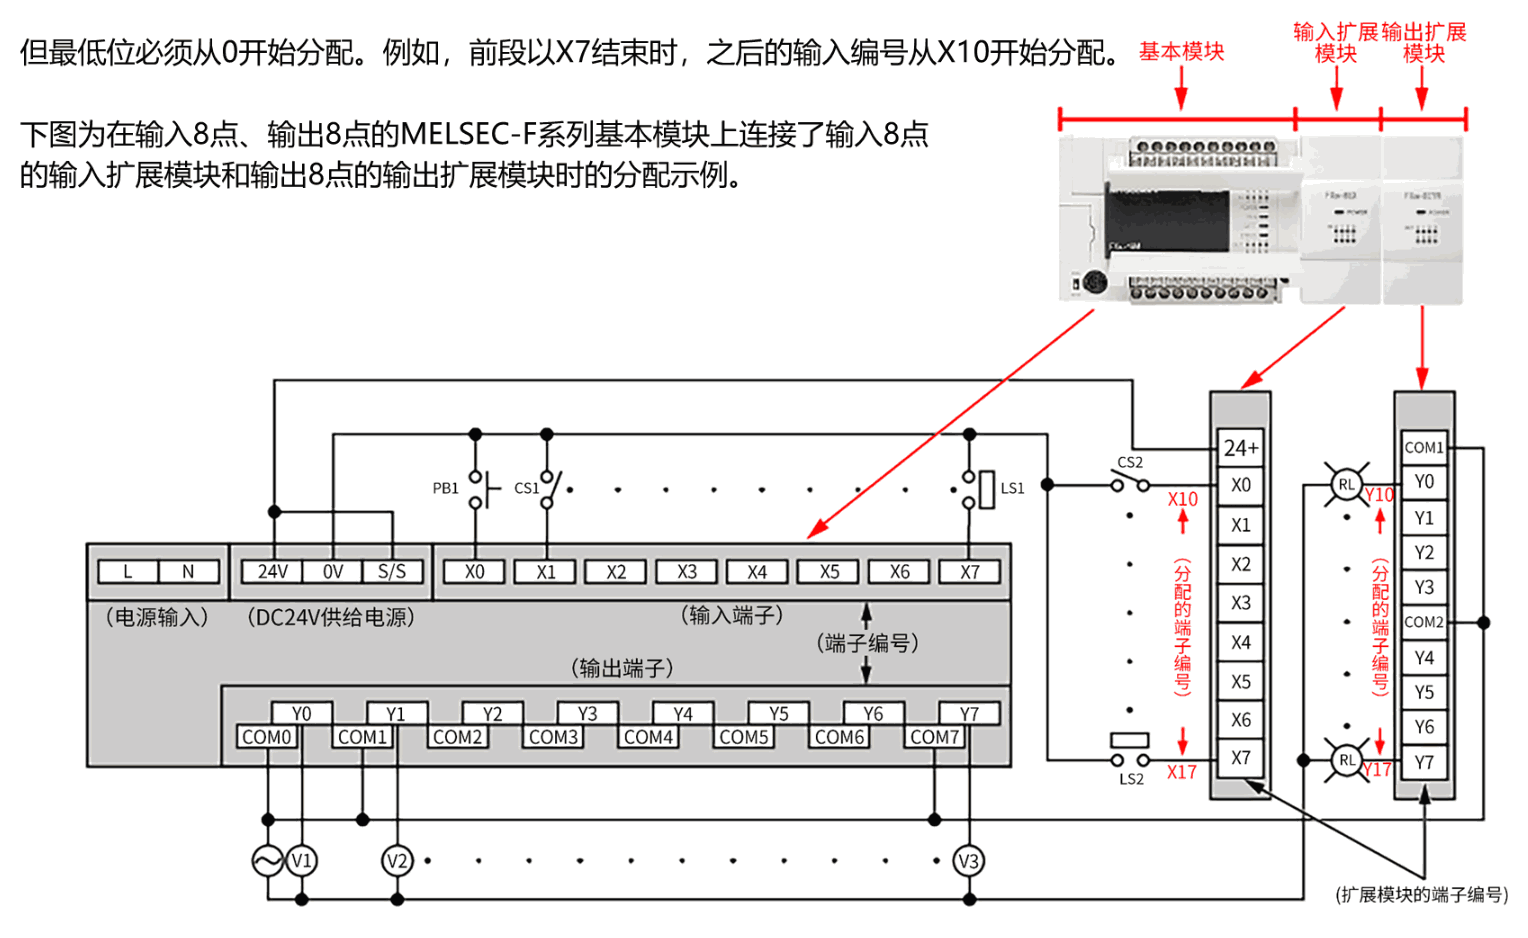 但最低位必须从0开始分配。例如，前段以X7结束时，之后的输入编号从X10开始分配。
下图为在输入8点、输出8点的MELSEC-F系列基本模块上连接了输入8点
的输入扩展模块和输出8点的输出扩展模块时的分配示例。
基本模块
输入扩展
模块
输出扩展
模块
POWER
24+
X0
X1
X2
X3
X4
X5
X6
X7
COM1
Y0
Y1
Y2
Y3
COM2
Y4
Y5
Y6
Y7
PB1
CS1
LS1
CS2
LS2
X10
(分配的端子编号)
X17
RL
RL
Y10
(分配的端子编号)
Y17
L
N
24V
0V
S/S
X0
X1
X2
X3
X4
X5
X6
X7
(电源输入)
(DC24V供给电源)
(输入端子)
(端子编号)
(输出端子)
Y0
Y1
Y2
Y3
Y4
Y5
Y6
Y7
COM0
COM1
COM2
COM3
COM4
COM5
COM6
COM7
V1
V2
V3
(扩展模块的端子编号)